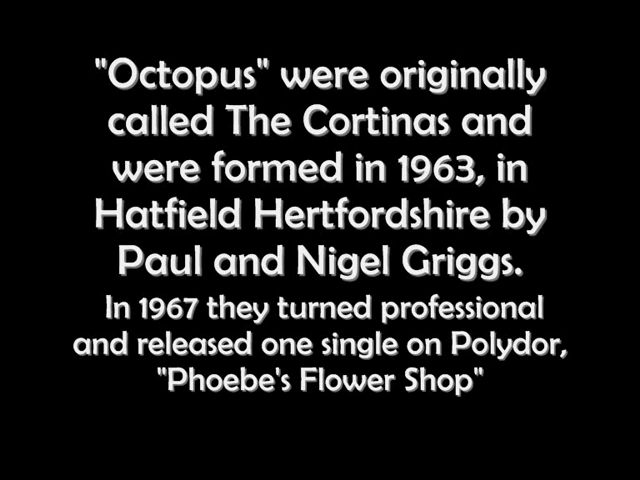 "Octopus" were originally
called The Cortinas and
were formed in 1963, in
Hatfield Hertfordshire by
Paul and Nigel Griggs.
In 1967 they turned professional
and released one single on Polydor,
"Phoebe's Flower Shop"